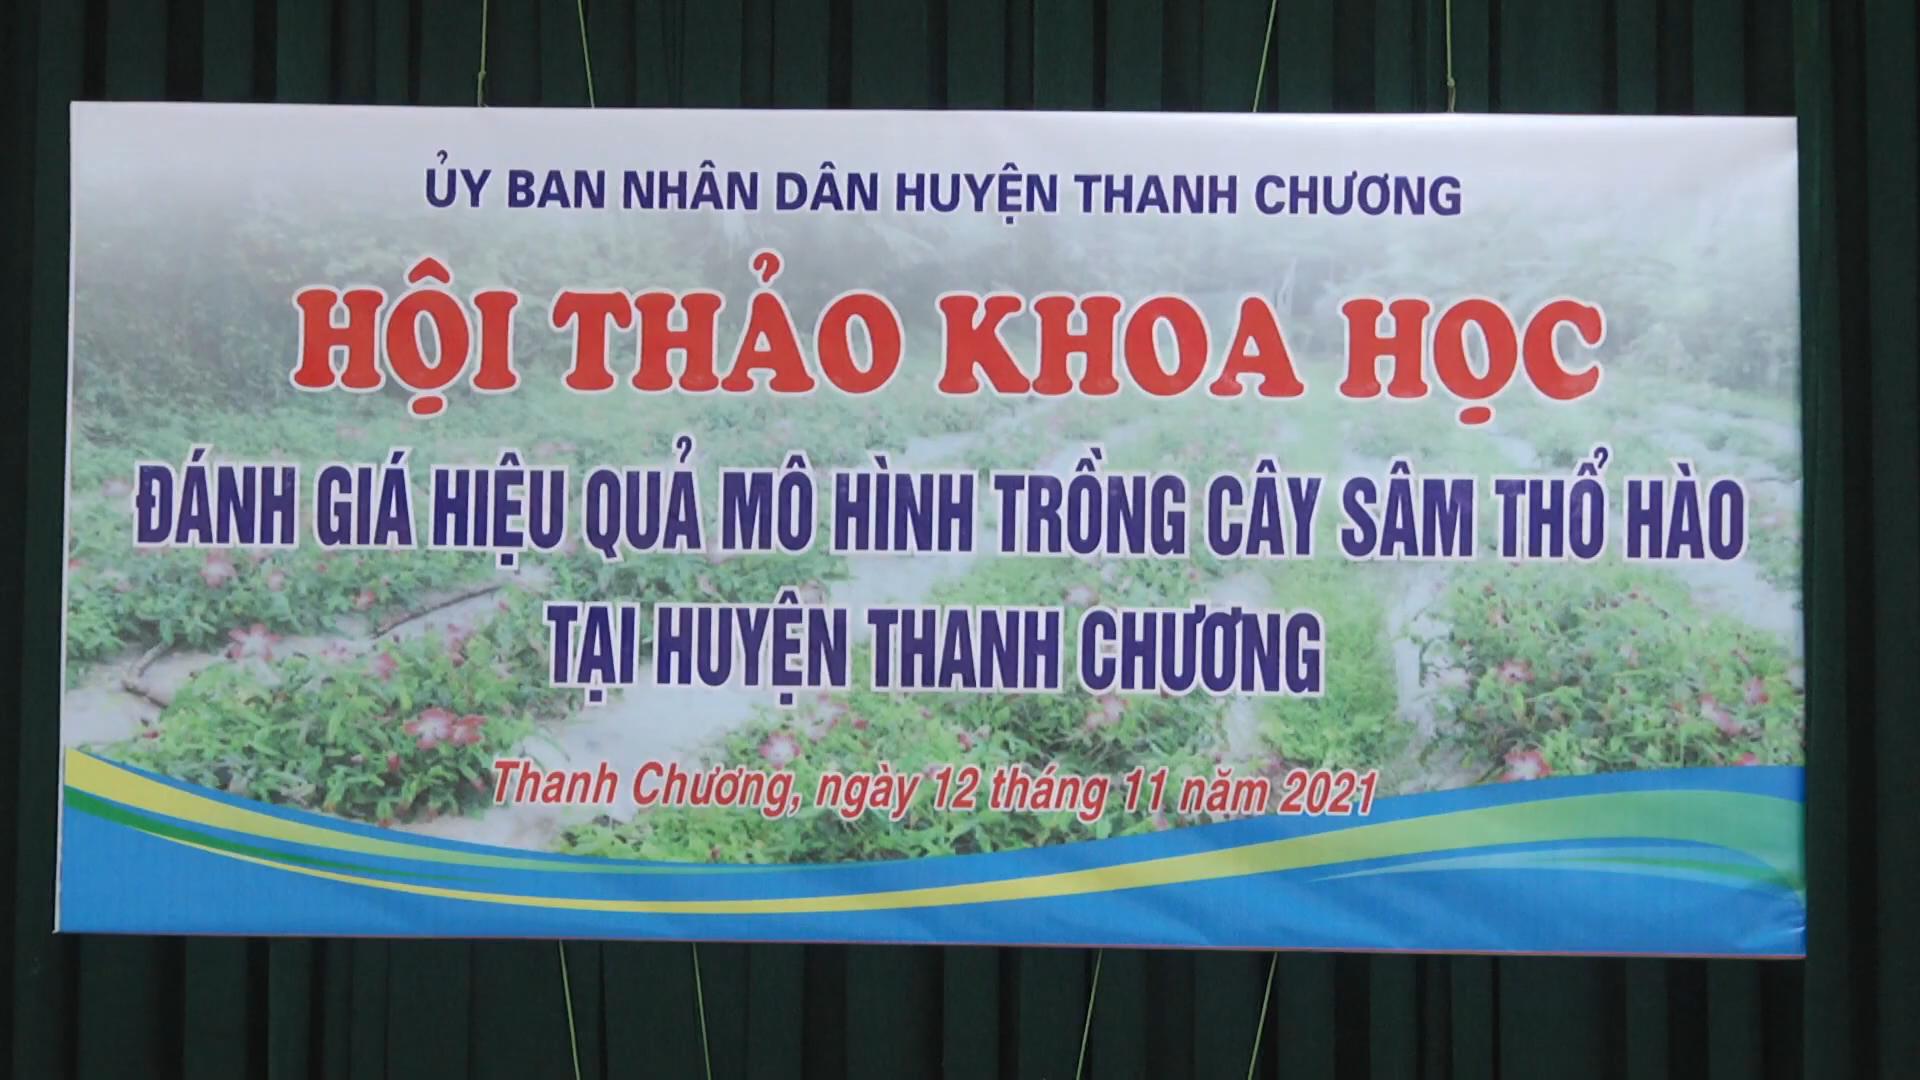 ỦY BAN NHÂN DÂN HUYỆN THANH CHƯƠNG
HỘI THẢO KHOA HỌC
ĐÁNH GIÁ HIỆU QUẢ MÔ HÌNH TRỒNG CÂY SÂM THỔ HÀO
TẠI HUYỆN THANH CHƯƠNG
Thanh Chương, ngày 12 tháng 11 năm 2021